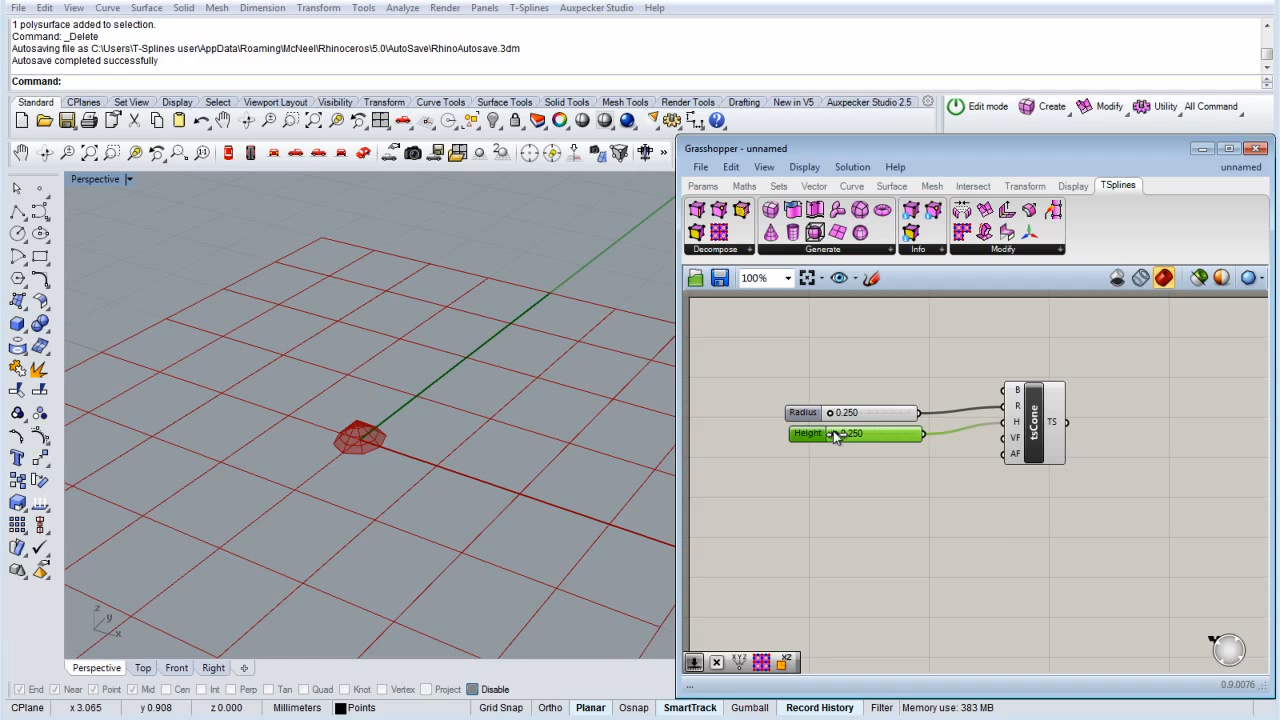 File Edit View Curve Surface Solid Mesh Dimension Transform Tools Analyze Render Panels T-Splines Auxpecker Studio Help
1 polysurface added to selection.
Command: _Delete
Autosaving file as C:\Users\T-Splines user\AppData\Roaming\McNeel\Rhinoceros\5.0\AutoSave\RhinoAutosave.3dm
Autosave completed successfully
Command:
Standard CPlanes Set View Display Select Viewport Layout Visibility Transform Curve Tools Surface Tools Solid Tools Mesh Tools Render Tools Drafting New in V5 Auxpecker Studio 2.5
Edit mode Create Modify Utility All Command
Grasshopper - unnamed
File Edit View Display Solution Help unnamed
Params Maths Sets Vector Curve Surface Mesh Intersect Transform Display TSplines
Decompose Generate Info Modify
100%
Perspective
B
R
H
VF
AF
tsCone
TS
Radius 0.250
Height 0.250
z
y
x
Perspective Top Front Right
0.9.0076
End Near Point Mid Cen Int Perp Tan Quad Knot Vertex Project Disable
CPlane x 3.065 y 0.908 z 0.000 Millimeters Points Grid Snap Ortho Planar Osnap SmartTrack Gumball Record History Filter Memory use: 383 MB